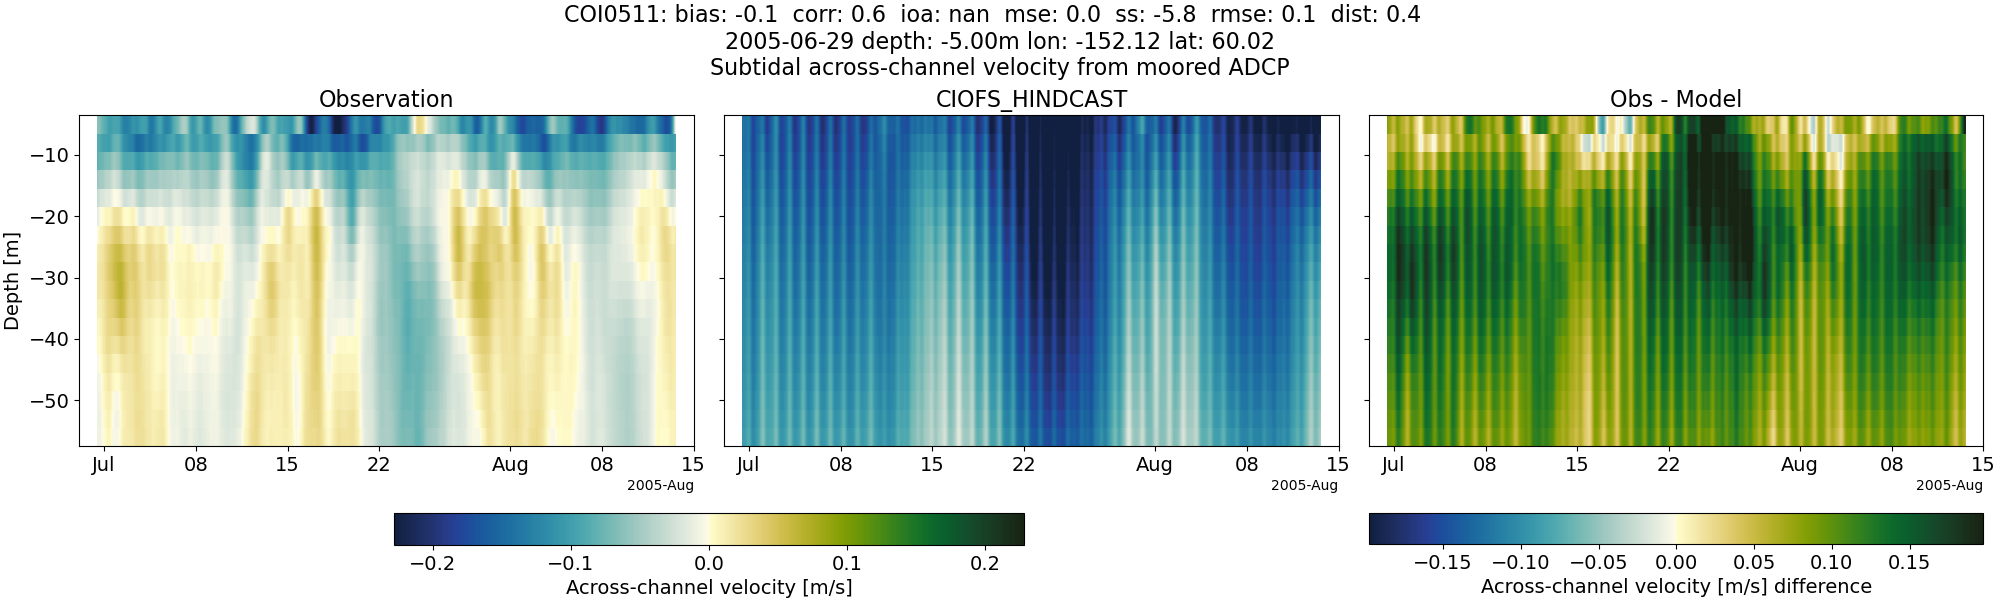 COI0511: bias: -0.1  corr: 0.6  ioa: nan  mse: 0.0  ss: -5.8  rmse: 0.1  dist: 0.4
2005-06-29 depth: -5.00m lon: -152.12 lat: 60.02
Subtidal across-channel velocity from moored ADCP
Observation
CIOFS_HINDCAST
Obs - Model
Depth [m]
−10
−20
−30
−40
−50
Jul 08 15 22 Aug 08 15
2005-Aug
Jul 08 15 22 Aug 08 15
2005-Aug
Jul 08 15 22 Aug 08 15
2005-Aug
−0.2 −0.1 0.0 0.1 0.2
Across-channel velocity [m/s]
−0.15 −0.10 −0.05 0.00 0.05 0.10 0.15
Across-channel velocity [m/s] difference